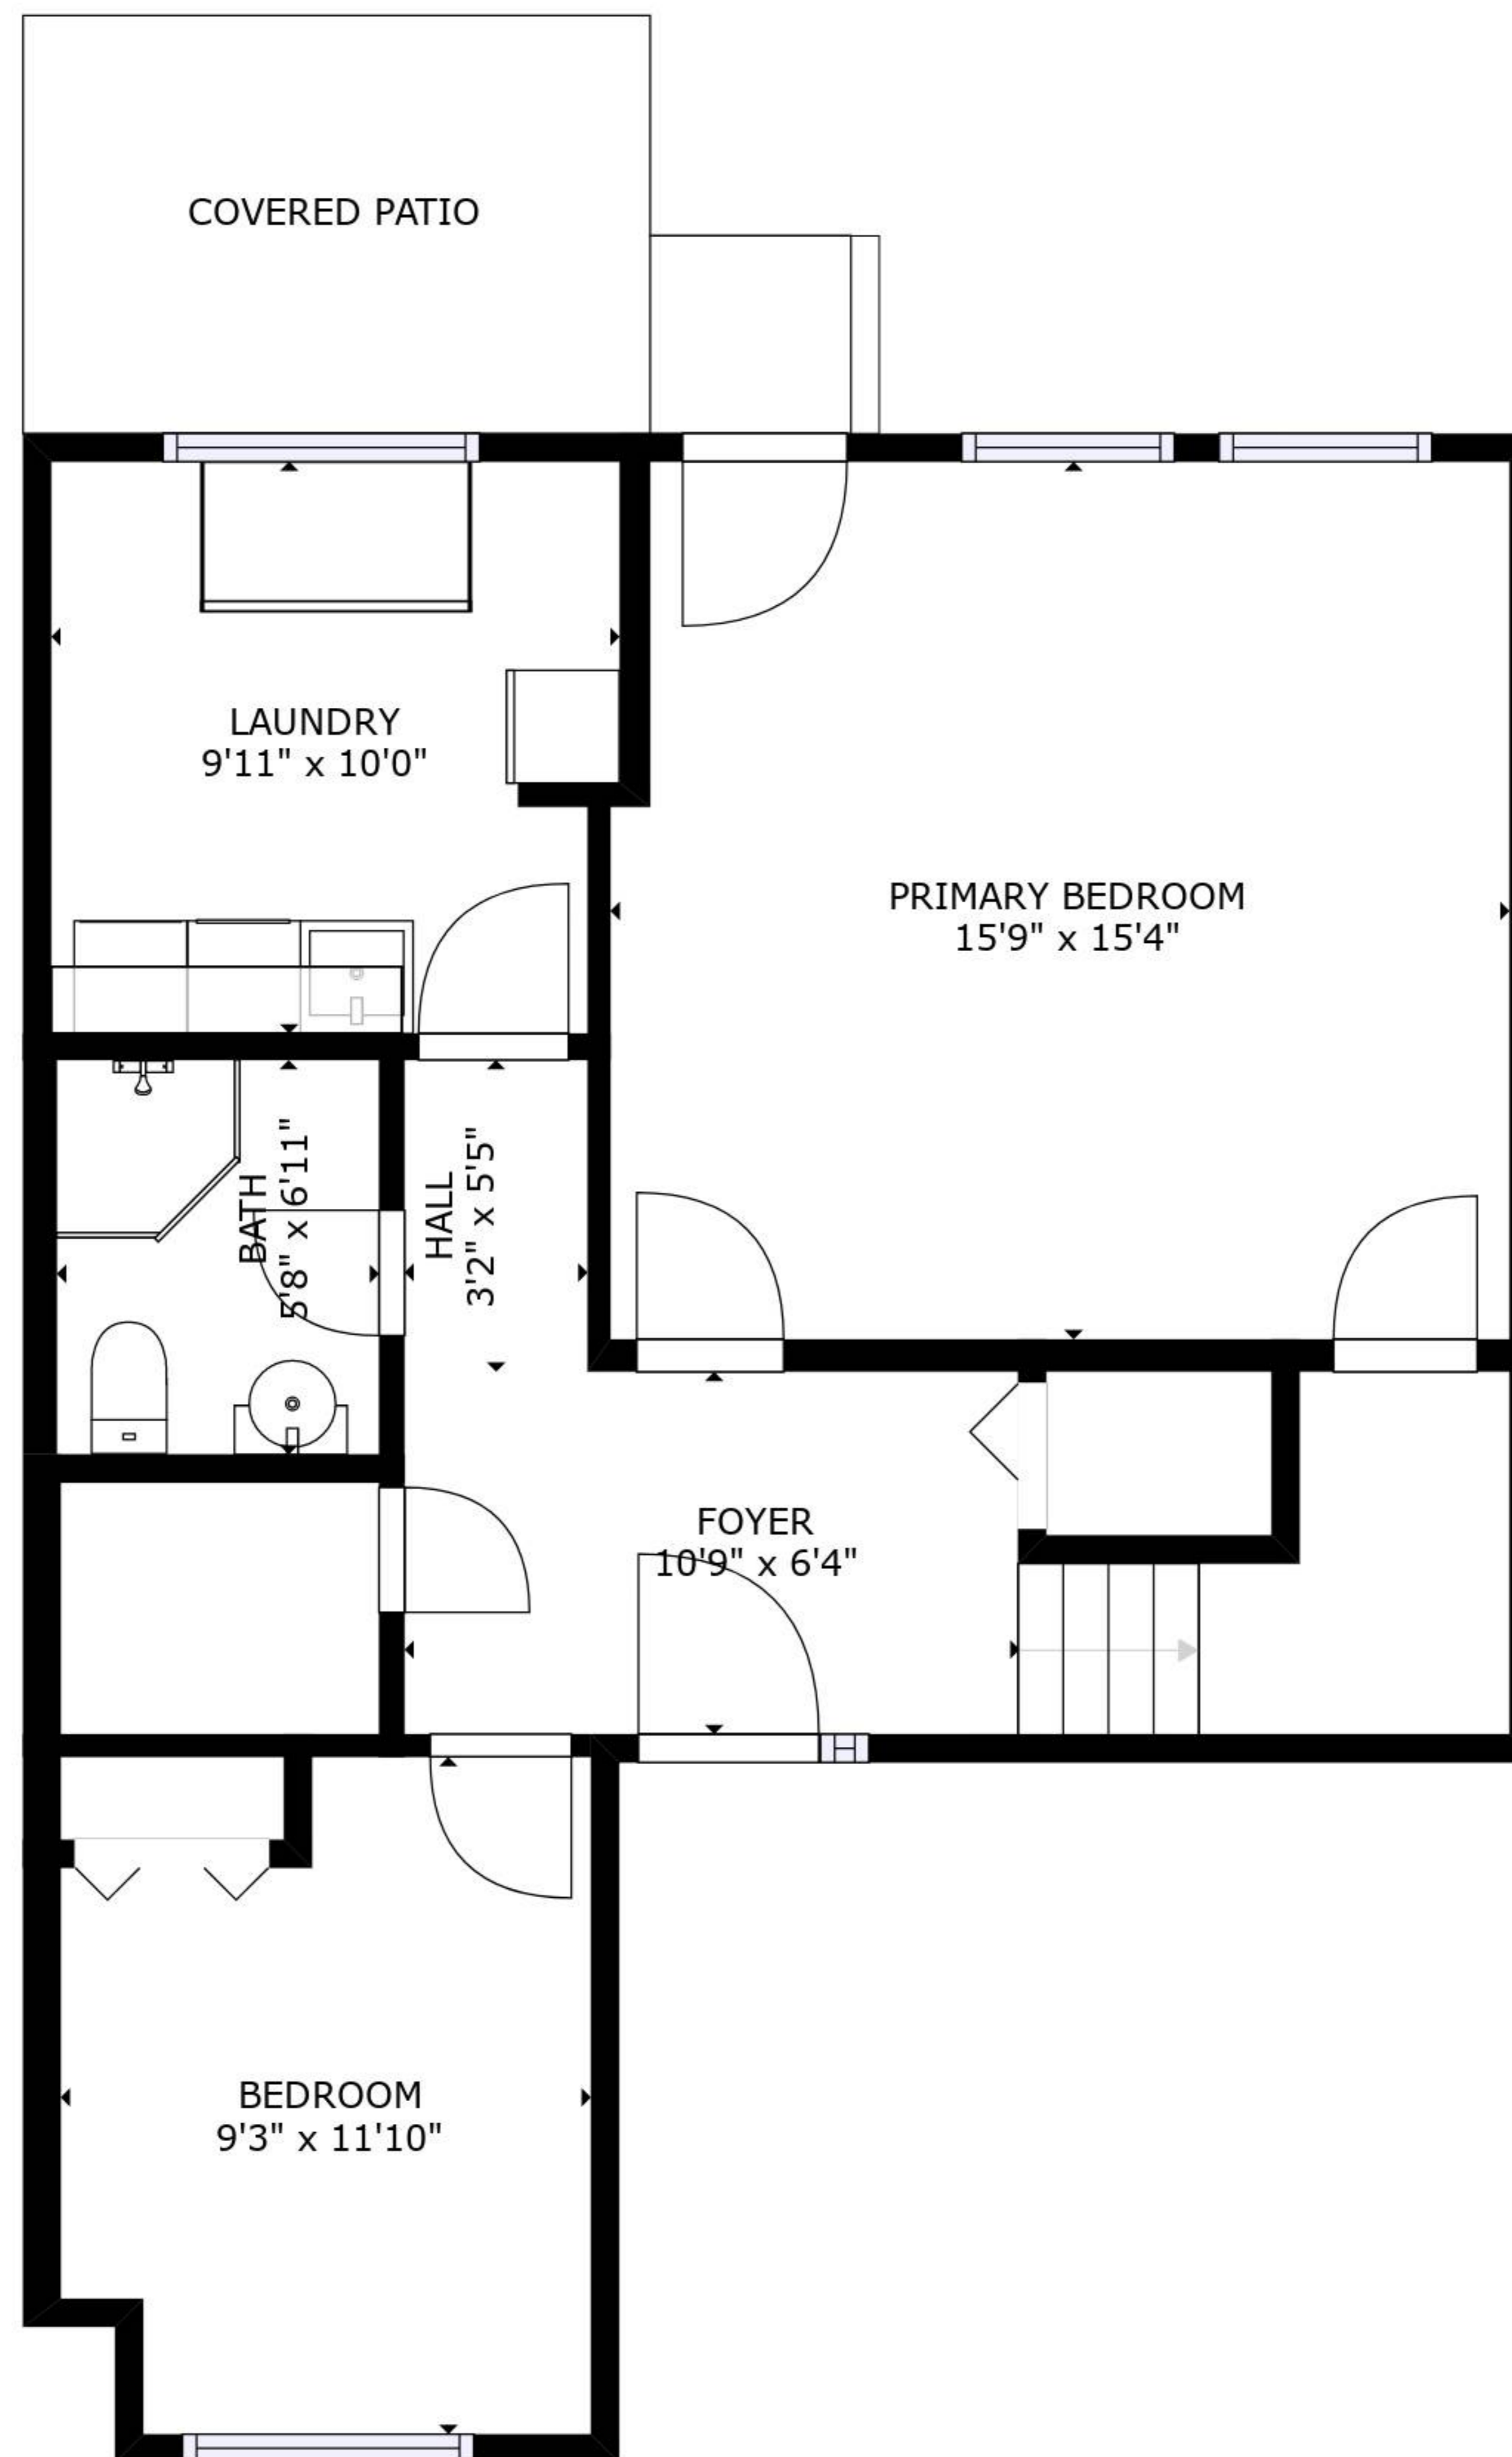 COVERED PATIO
LAUNDRY
9'11" x 10'0"
PRIMARY BEDROOM
15'9" x 15'4"
BATH
5'8" x 6'11"
HALL
3'2" x 5'5"
FOYER
10'9" x 6'4"
BEDROOM
9'3" x 11'10"